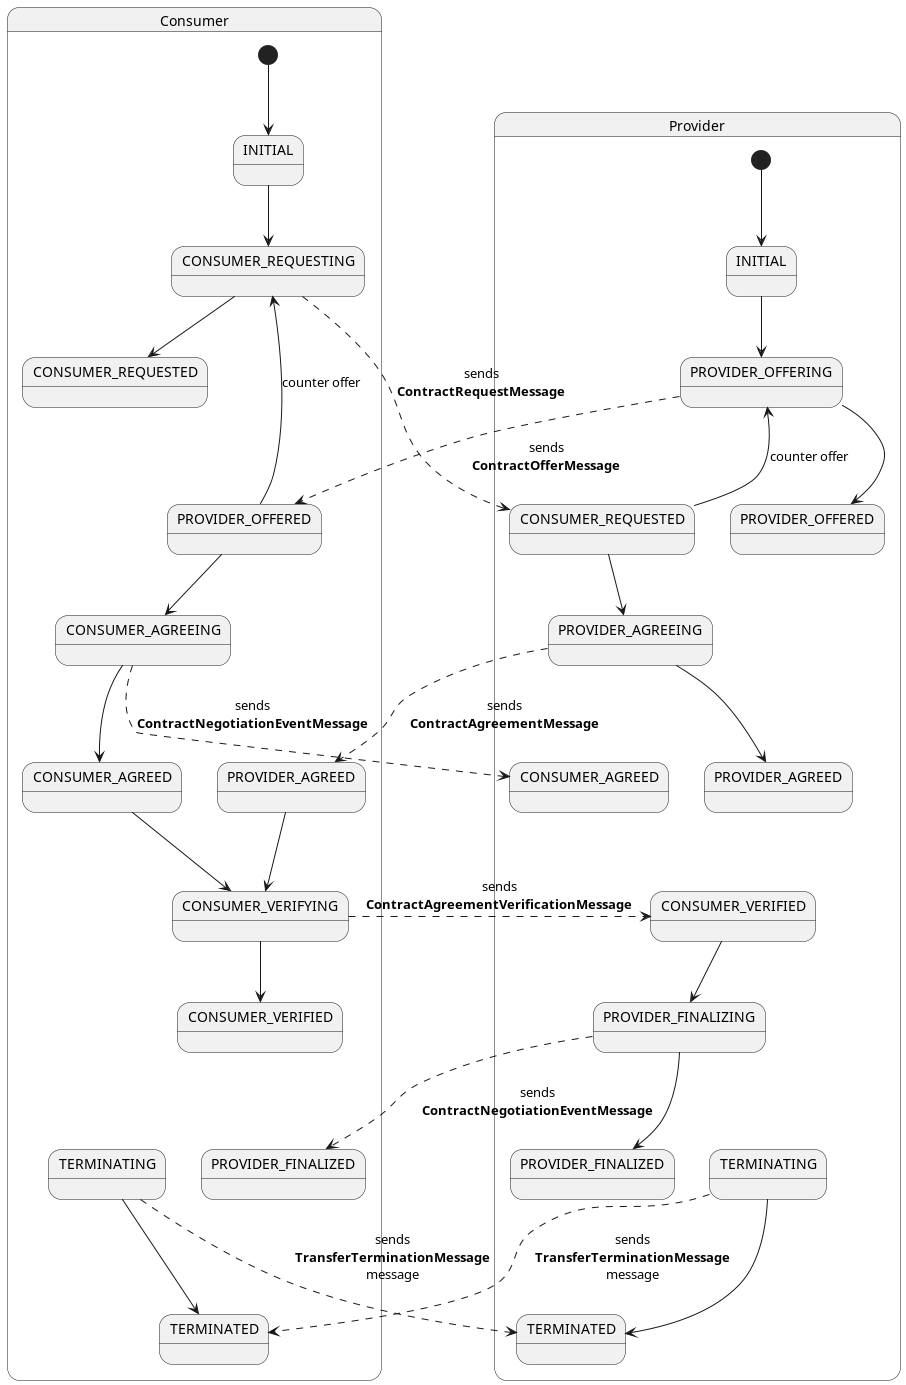 Consumer
INITIAL
CONSUMER_REQUESTING
CONSUMER_REQUESTED
counter offer
PROVIDER_OFFERED
CONSUMER_AGREEING
CONSUMER_AGREED
PROVIDER_AGREED
CONSUMER_VERIFYING
CONSUMER_VERIFIED
TERMINATING
PROVIDER_FINALIZED
TERMINATED
sends
ContractRequestMessage
sends
ContractOfferMessage
sends
ContractNegotiationEventMessage
sends
ContractAgreementMessage
sends
ContractAgreementVerificationMessage
sends
ContractNegotiationEventMessage
sends
TransferTerminationMessage
message
sends
TransferTerminationMessage
message
Provider
INITIAL
PROVIDER_OFFERING
counter offer
CONSUMER_REQUESTED
PROVIDER_OFFERED
PROVIDER_AGREEING
CONSUMER_AGREED
PROVIDER_AGREED
CONSUMER_VERIFIED
PROVIDER_FINALIZING
PROVIDER_FINALIZED
TERMINATING
TERMINATED